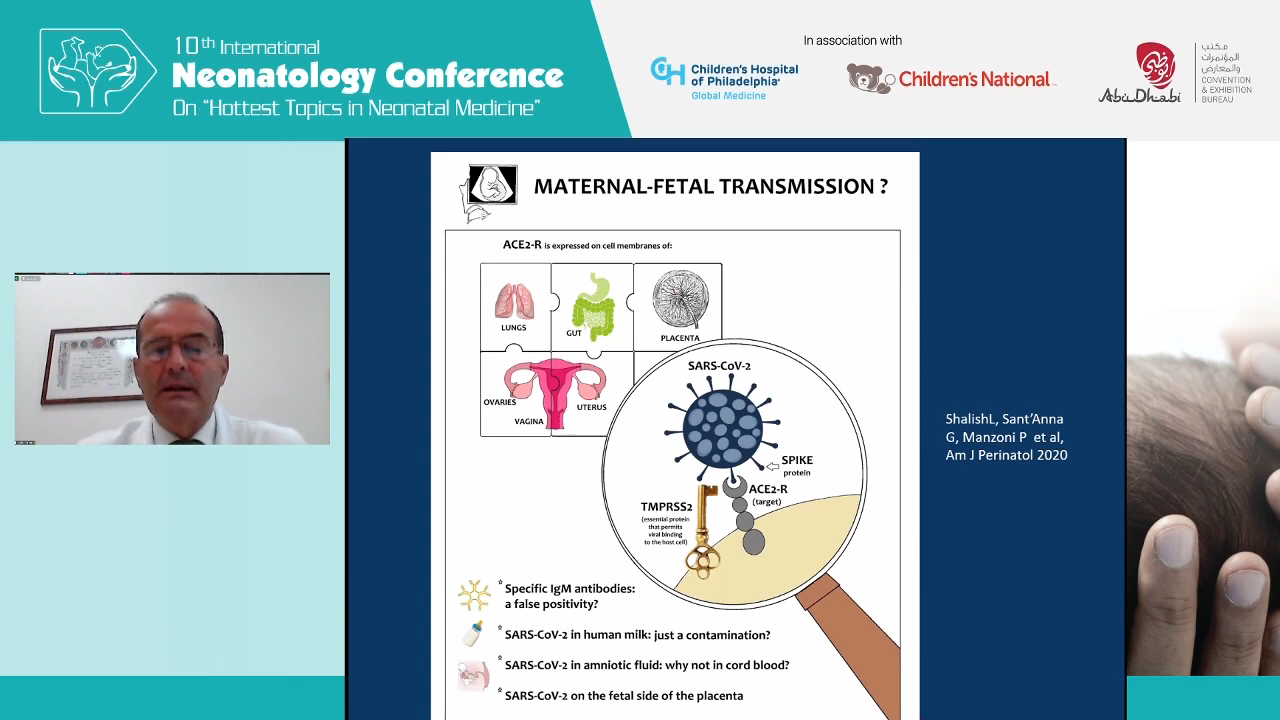 10th International
Neonatology Conference
On "Hottest Topics in Neonatal Medicine"
In association with
Children's Hospital
of Philadelphia
Global Medicine
Children's National
Abu Dhabi
أبوظبي
مكتب
المؤتمرات
والمعارض
CONVENTION
& EXHIBITION
BUREAU
MATERNAL-FETAL TRANSMISSION ?
ACE2-R is expressed on cell membranes of:
LUNGS
GUT
PLACENTA
OVARIES
VAGINA
UTERUS
SARS-CoV-2
SPIKE
protein
ACE2-R
(target)
TMPRSS2
(essential protein
that permits
viral binding
to the host cell)
* Specific IgM antibodies:
a false positivity?
* SARS-CoV-2 in human milk: just a contamination?
* SARS-CoV-2 in amniotic fluid: why not in cord blood?
* SARS-CoV-2 on the fetal side of the placenta
ShalishL, Sant'Anna
G, Manzoni P et al,
Am J Perinatol 2020